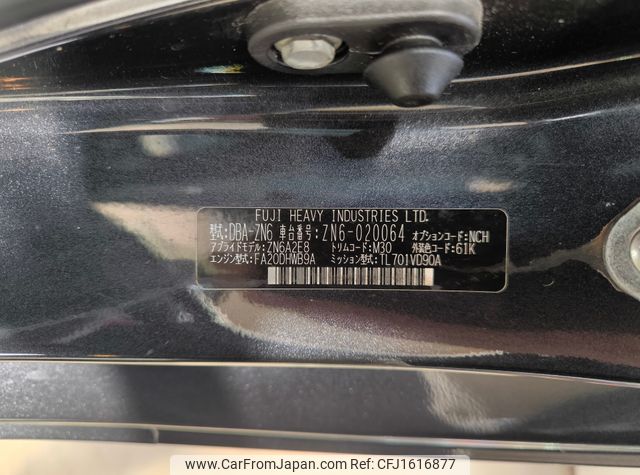 FUJI HEAVY INDUSTRIES LTD.
型式:DBA-ZN6 車台番号:ZN6-020064 オプションコード:NCH
アプライドモデル:ZN6A2E8 トリムコード:M30 外装色コード:61K
エンジン型式:FA20DHWB9A ミッション型式:TL701VD90A
www.CarFromJapan.com CFJ1616877